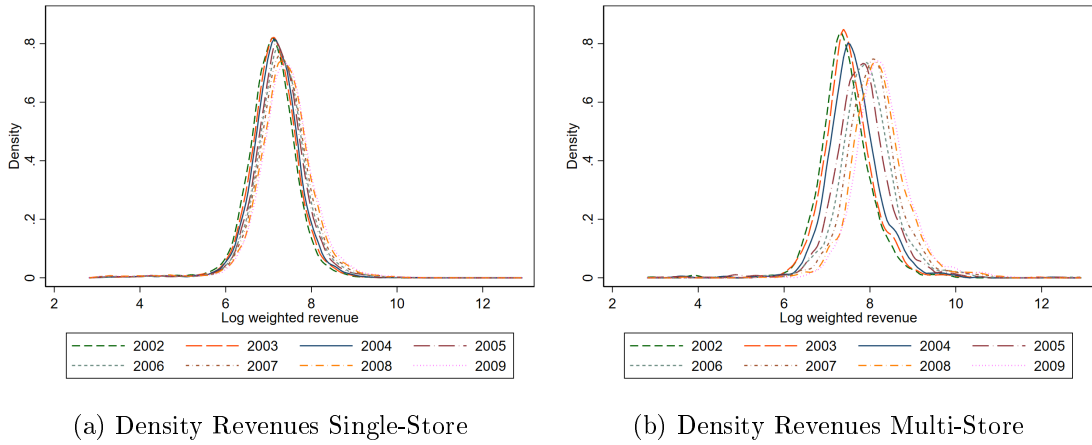 .8
.6
.4
.2
0
Density
2 4 6 8 10 12
Log weighted revenue
2002 2003 2004 2005
2006 2007 2008 2009
(a) Density Revenues Single-Store
.8
.6
.4
.2
0
Density
2 4 6 8 10 12
Log weighted revenue
2002 2003 2004 2005
2006 2007 2008 2009
(b) Density Revenues Multi-Store